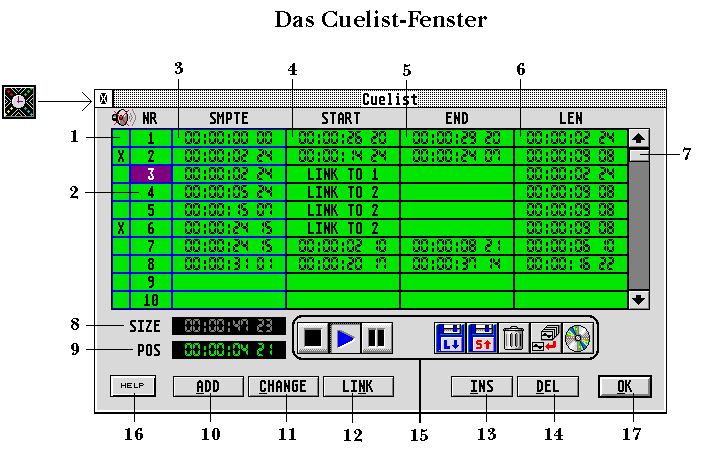 Das Cuelist-Fenster
3 4 5 6
Cuelist
NR SMPTE START END LEN
1 1 00:00:00 00 00:00:26 20 00:00:29 20 00:00:02 24
X 2 00:00:02 24 00:00:14 24 00:00:24 07 00:00:09 08
7
3 00:00:02 24 LINK TO 1 00:00:02 24
2 4 00:00:05 24 LINK TO 2 00:00:09 08
5 00:00:15 07 LINK TO 2 00:00:09 08
X 6 00:00:24 15 LINK TO 2 00:00:09 08
7 00:00:24 15 00:00:02 10 00:00:08 21 00:00:06 10
8 00:00:31 01 00:00:20 17 00:00:37 14 00:00:16 22
9
10
8 SIZE 00:00:47 23
9 POS 00:00:04 21
L S
HELP ADD CHANGE LINK INS DEL OK
16 10 11 12 15 13 14 17